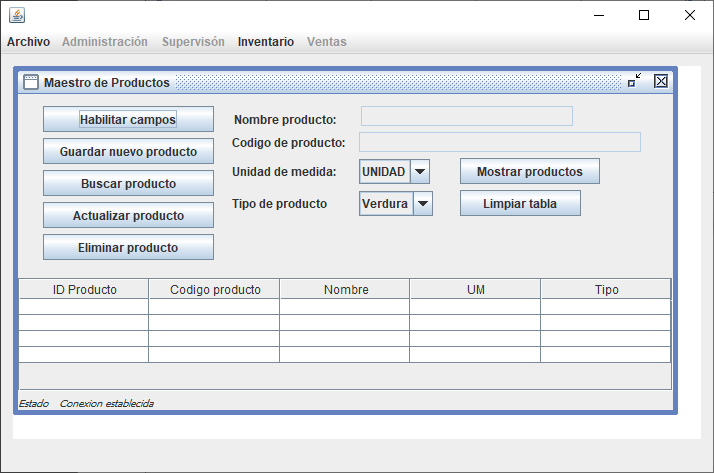 Archivo Administración Supervisón Inventario Ventas
Maestro de Productos
Habilitar campos
Guardar nuevo producto
Buscar producto
Actualizar producto
Eliminar producto
Nombre producto:
Codigo de producto:
Unidad de medida: UNIDAD Mostrar productos
Tipo de producto Verdura Limpiar tabla
ID Producto Codigo producto Nombre UM Tipo
Estado Conexion establecida